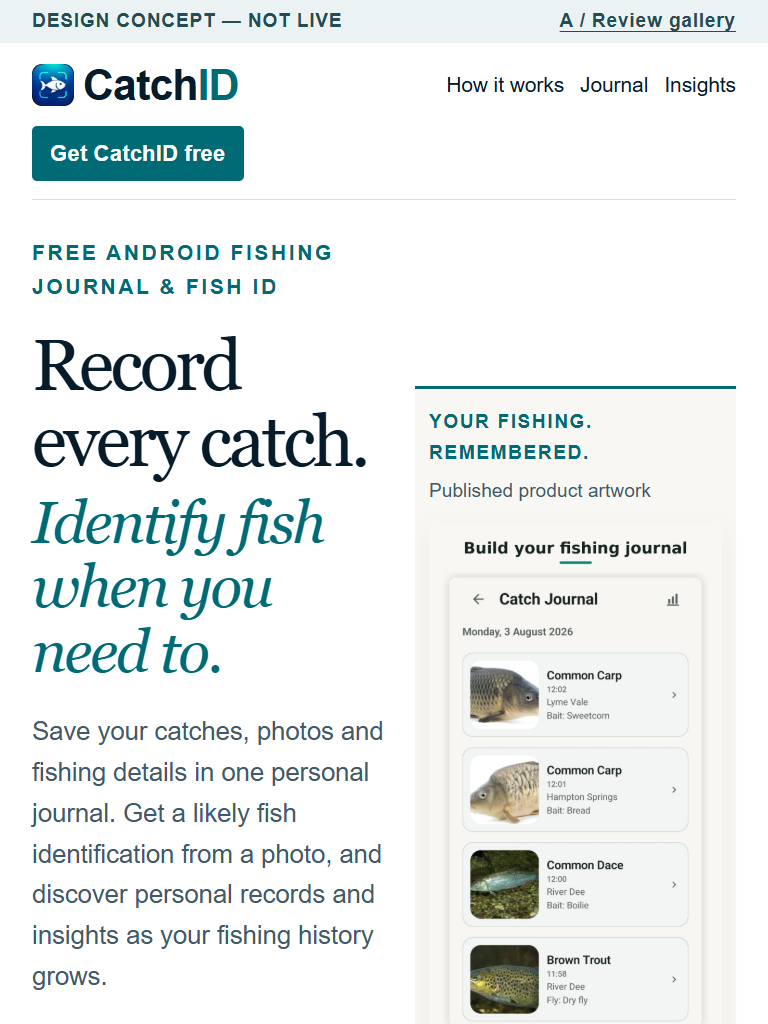 DESIGN CONCEPT — NOT LIVE
A / Review gallery
CatchID
How it works Journal Insights
Get CatchID free
FREE ANDROID FISHING
JOURNAL & FISH ID
Record
every catch.
Identify fish
when you
need to.
Save your catches, photos and
fishing details in one personal
journal. Get a likely fish
identification from a photo, and
discover personal records and
insights as your fishing history
grows.
YOUR FISHING.
REMEMBERED.
Published product artwork
Build your fishing journal
Catch Journal
Monday, 3 August 2026
Common Carp
12:02
Lyme Vale
Bait: Sweetcorn
Common Carp
12:01
Hampton Springs
Bait: Bread
Common Dace
12:00
River Dee
Bait: Boilie
Brown Trout
11:58
River Dee
Fly: Dry fly